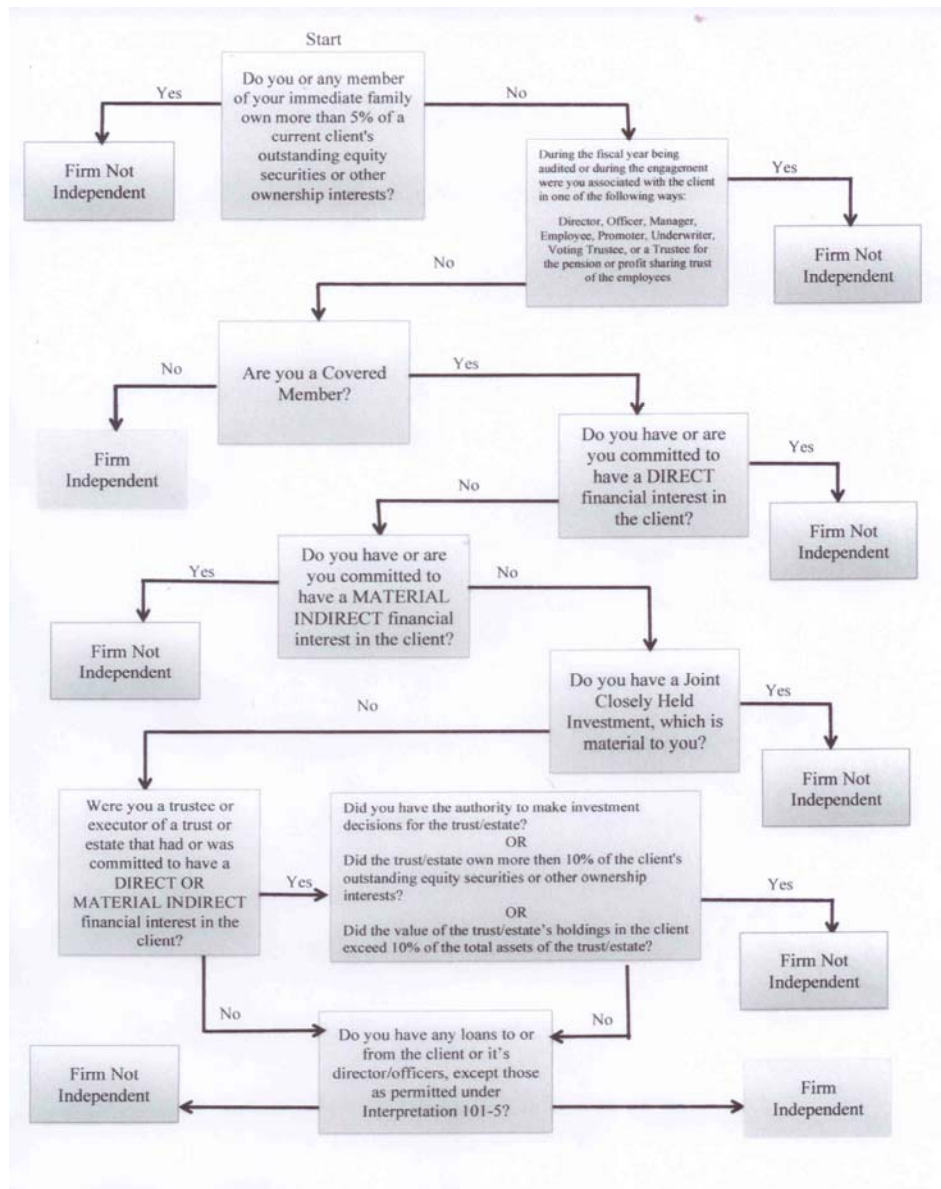 Start
Do you or any member
of your immediate family
own more than 5% of a
current client's
outstanding equity
securities or other
ownership interests?
Yes
No
Firm Not
Independent
During the fiscal year being
audited or during the engagement
were you associated with the client
in one of the following ways:
Director, Officer, Manager,
Employee, Promoter, Underwriter,
Voting Trustee, or a Trustee for
the pension or profit sharing trust
of the employees
Yes
Firm Not
Independent
No
Are you a Covered
Member?
No
Yes
Firm
Independent
Do you have or are
you committed to
have a DIRECT
financial interest in
the client?
Yes
Firm Not
Independent
No
Do you have or are
you committed to
have a MATERIAL
INDIRECT financial
interest in the client?
Yes
No
Firm Not
Independent
Do you have a Joint
Closely Held
Investment, which is
material to you?
Yes
Firm Not
Independent
No
Were you a trustee or
executor of a trust or
estate that had or was
committed to have a
DIRECT OR
MATERIAL INDIRECT
financial interest in the
client?
Yes
Did you have the authority to make investment
decisions for the trust/estate?
OR
Did the trust/estate own more then 10% of the client's
outstanding equity securities or other ownership
interests?
OR
Did the value of the trust/estate's holdings in the client
exceed 10% of the total assets of the trust/estate?
Yes
Firm Not
Independent
No
No
Do you have any loans to or
from the client or it's
director/officers, except those
as permitted under
Interpretation 101-5?
Firm Not
Independent
Firm
Independent